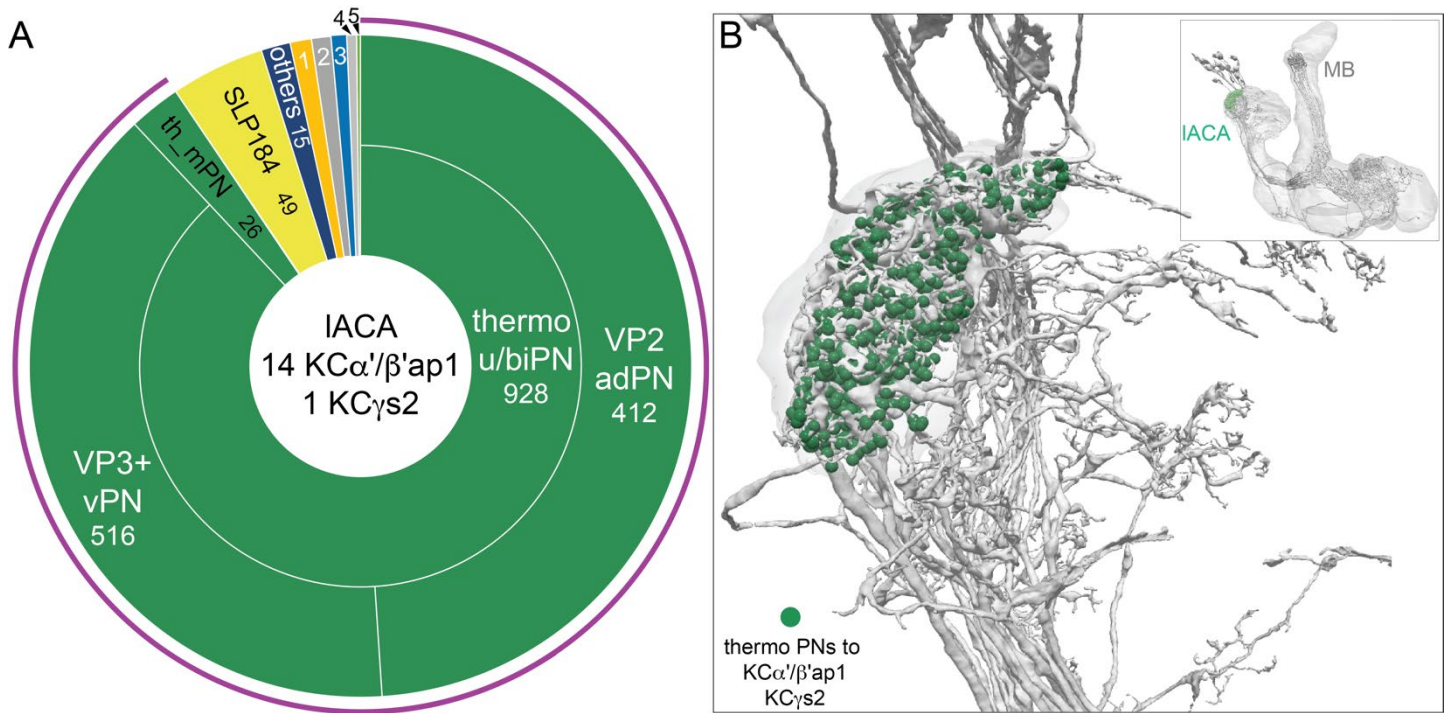 A
4
5
others 15
1
2
3
SLP184
49
th_mPN
26
lACA
14 KCα'/β'ap1
1 KCγs2
thermo
u/biPN
928
VP2
adPN
412
VP3+
vPN
516
B
MB
lACA
thermo PNs to
KCα'/β'ap1
KCγs2